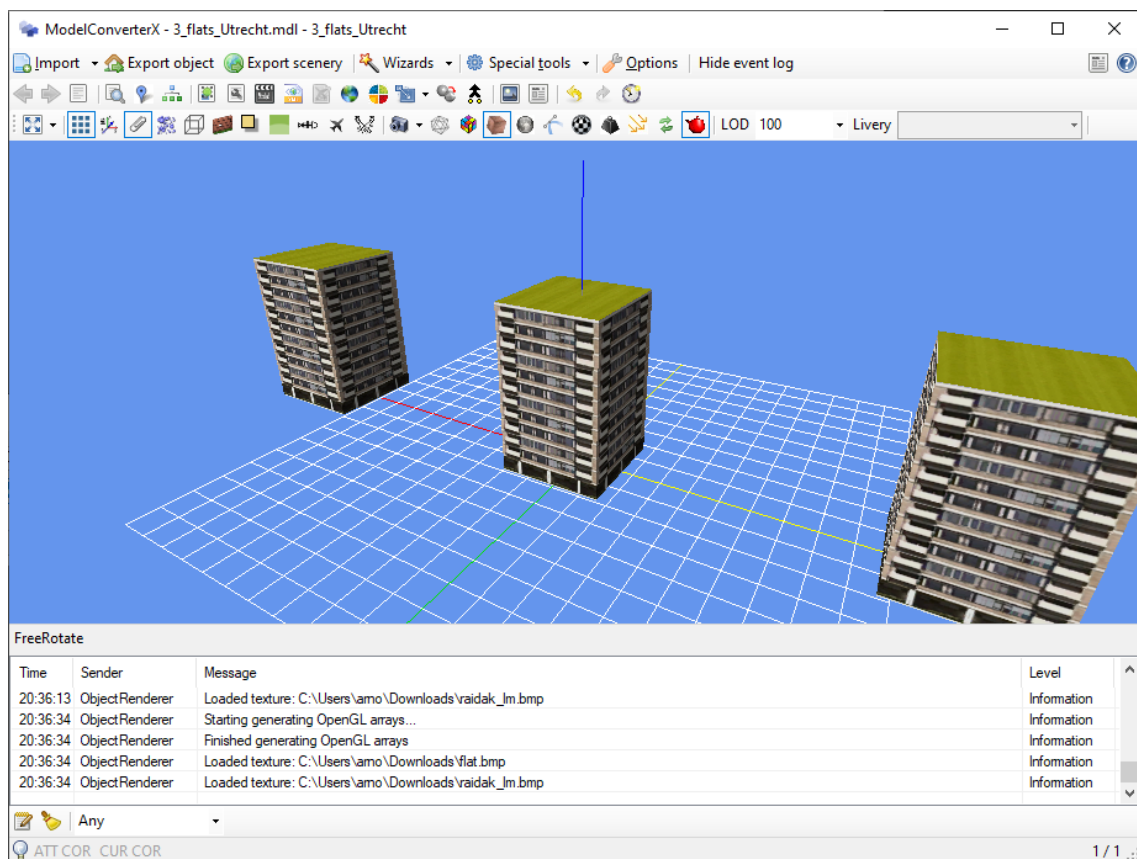 ModelConverterX - 3_flats_Utrecht.mdl - 3_flats_Utrecht
Import Export object Export scenery Wizards Special tools Options Hide event log
LOD 100 Livery
FreeRotate
Time Sender Message Level
20:36:13 ObjectRenderer Loaded texture: C:\Users\arno\Downloads\raidak_lm.bmp Information
20:36:34 ObjectRenderer Starting generating OpenGL arrays... Information
20:36:34 ObjectRenderer Finished generating OpenGL arrays Information
20:36:34 ObjectRenderer Loaded texture: C:\Users\arno\Downloads\flat.bmp Information
20:36:34 ObjectRenderer Loaded texture: C:\Users\arno\Downloads\raidak_lm.bmp Information
Any
ATT COR CUR COR 1 / 1